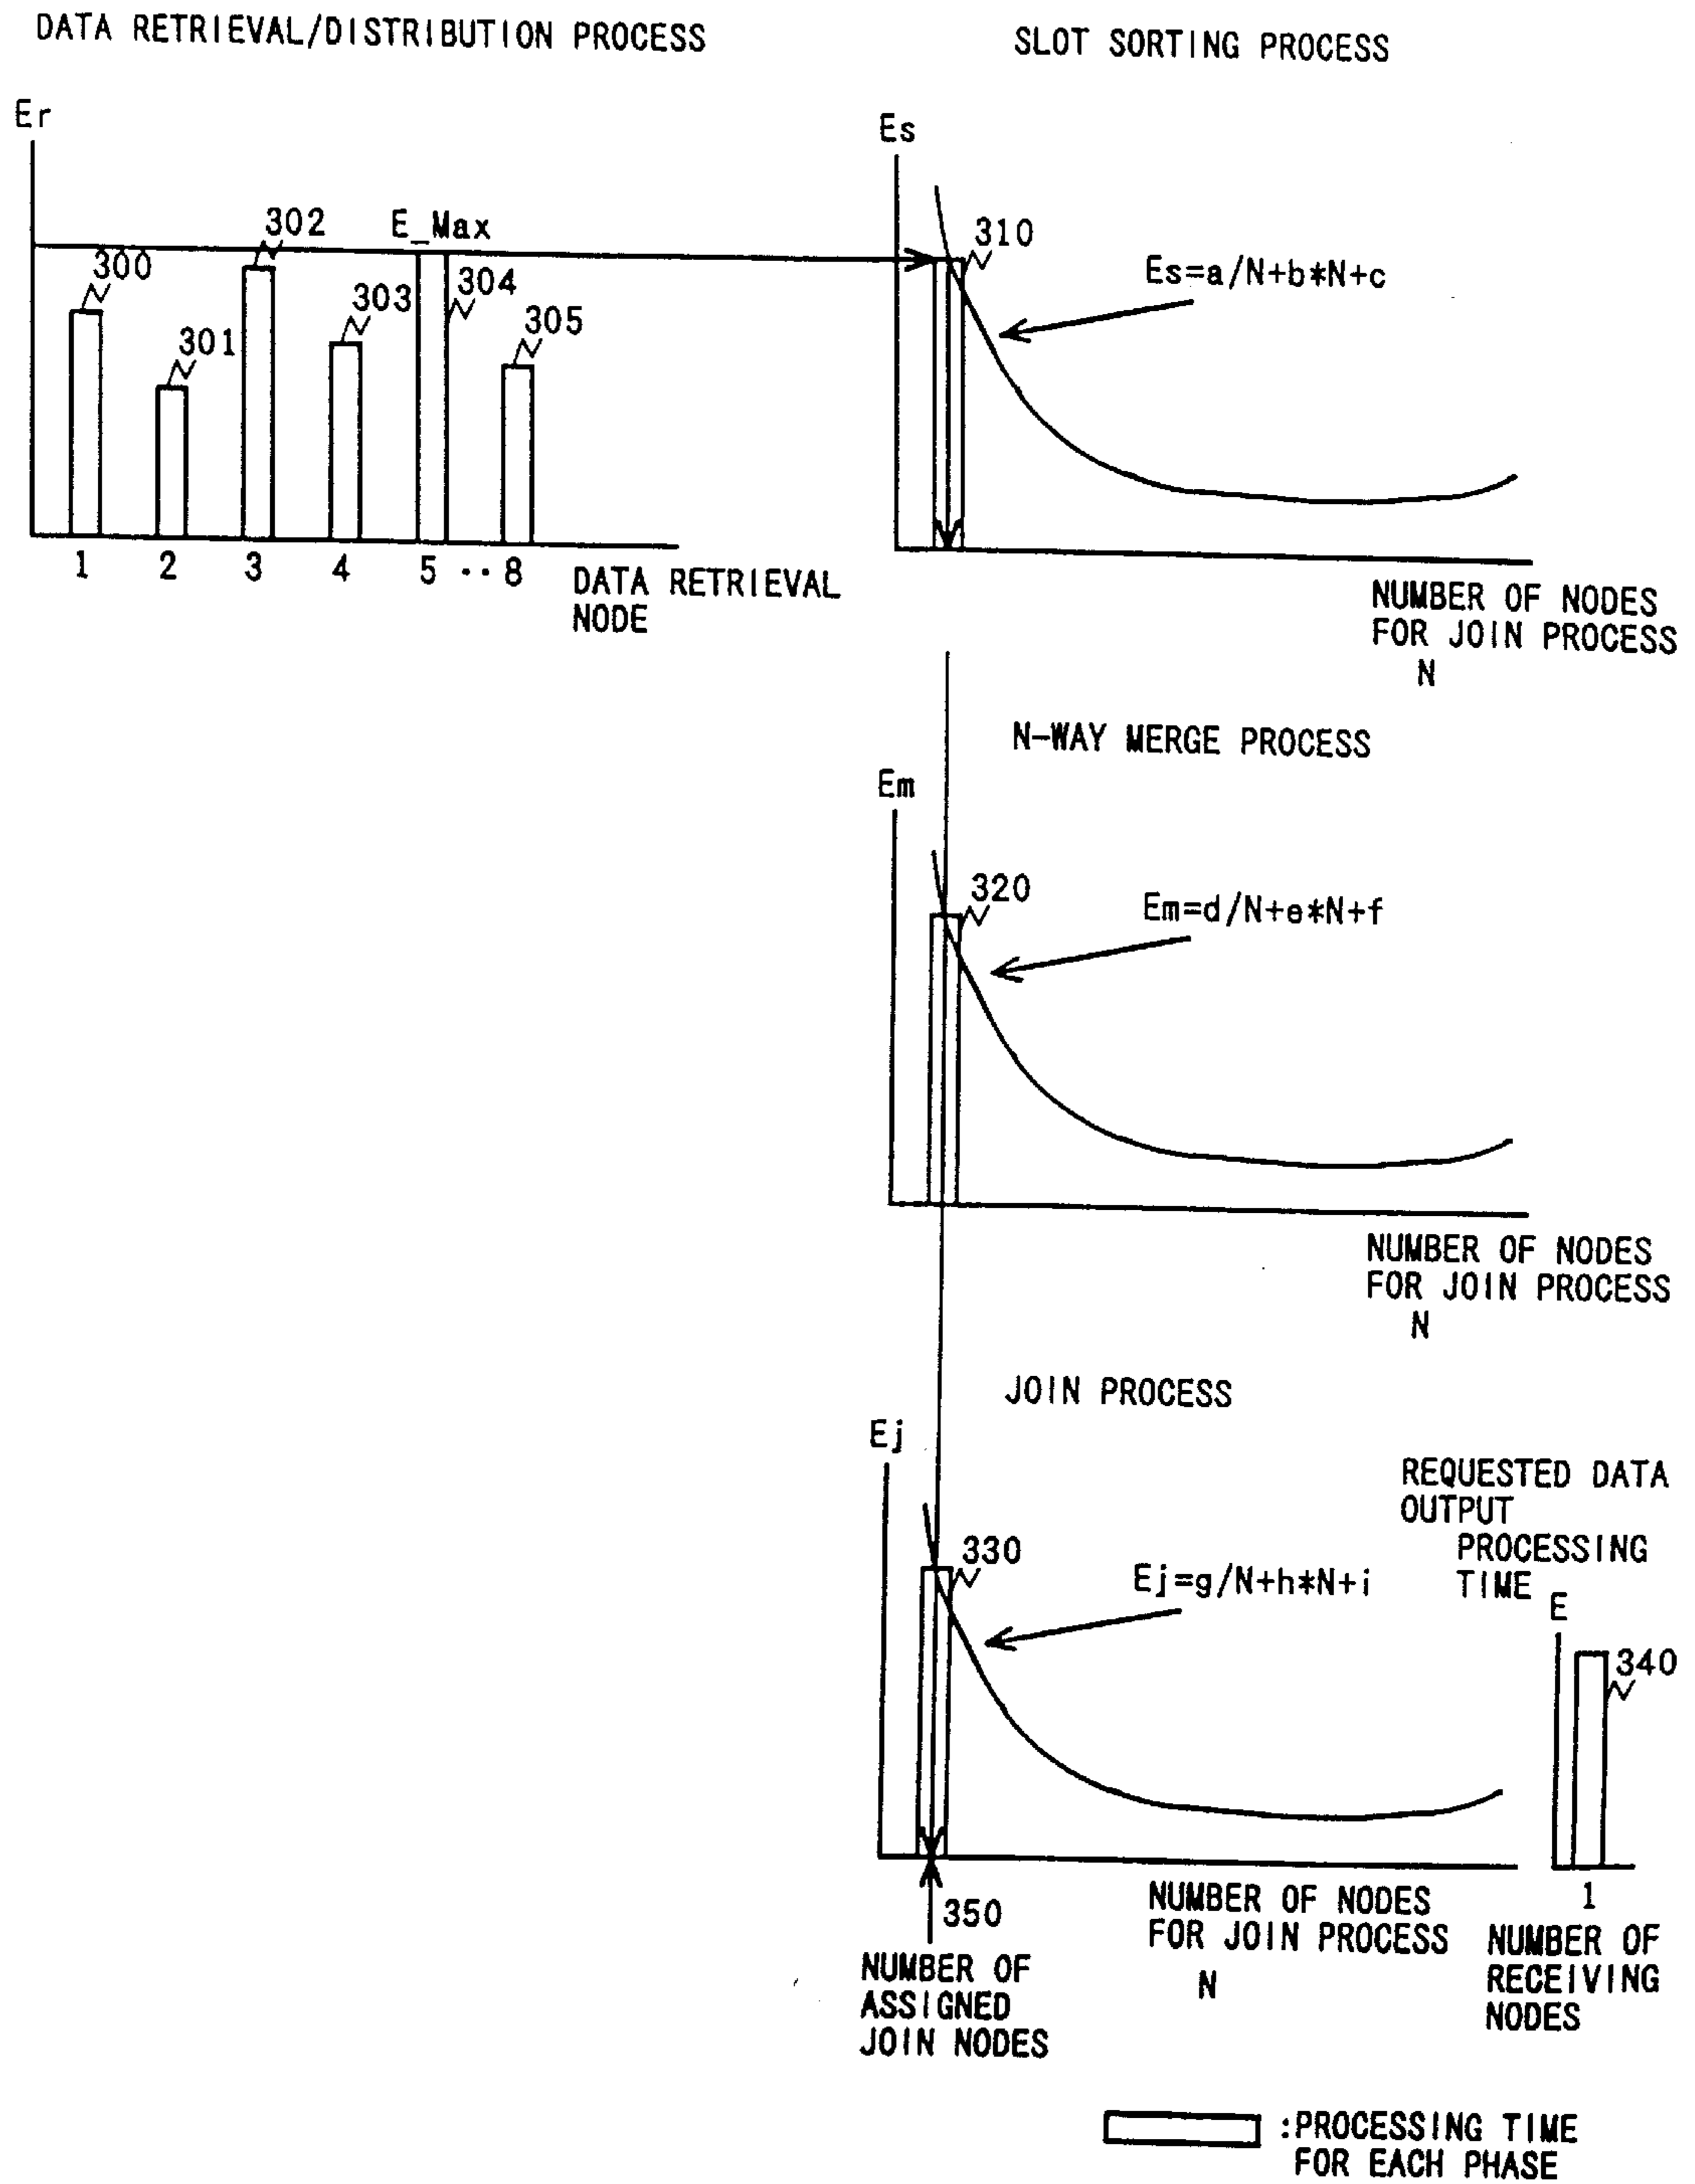 DATA RETRIEVAL/DISTRIBUTION PROCESS
Er
302
E_Max
300
304
303
305
301
1 2 3 4 5 ·· 8
DATA RETRIEVAL
NODE
SLOT SORTING PROCESS
Es
310
Es=a/N+b*N+c
NUMBER OF NODES
FOR JOIN PROCESS
N
N-WAY MERGE PROCESS
Em
320
Em=d/N+e*N+f
NUMBER OF NODES
FOR JOIN PROCESS
N
JOIN PROCESS
Ej
330
Ej=g/N+h*N+i
350
NUMBER OF
ASSIGNED
JOIN NODES
NUMBER OF NODES
FOR JOIN PROCESS
N
REQUESTED DATA
OUTPUT
PROCESSING
TIME
E
340
1
NUMBER OF
RECEIVING
NODES
:PROCESSING TIME
FOR EACH PHASE